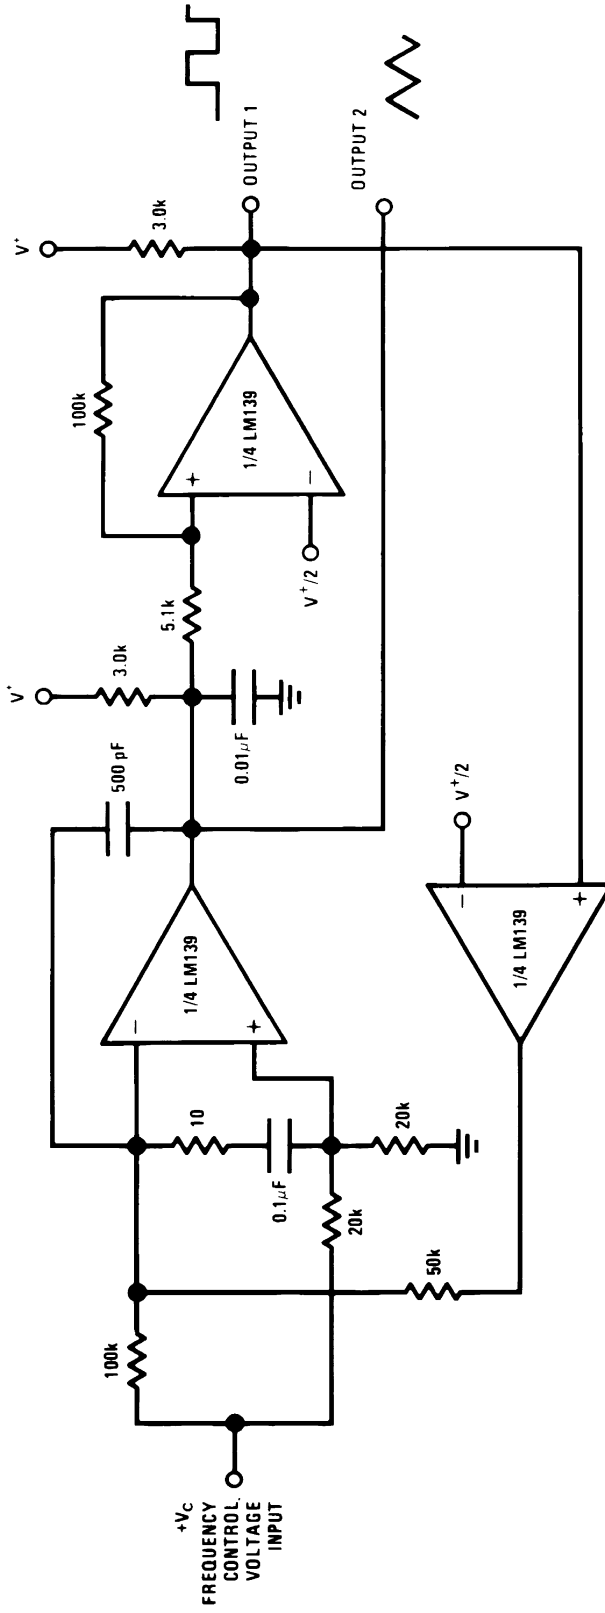 V⁺
3.0k
100k
1/4 LM139
+
−
OUTPUT 1
OUTPUT 2
V⁺/2
5.1k
V⁺
3.0k
0.01μF
500 pF
1/4 LM139
−
+
10
0.1μF
20k
20k
100k
50k
V⁺/2
−
+
1/4 LM139
+VC
FREQUENCY
CONTROL.
VOLTAGE
INPUT